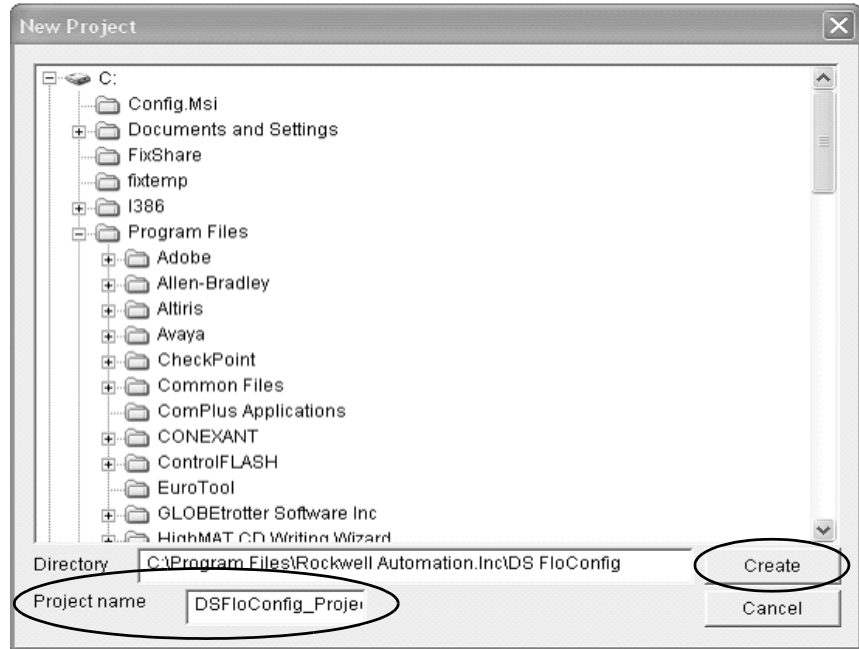 New Project
C:
Config.Msi
Documents and Settings
FixShare
fixtemp
I386
Program Files
Adobe
Allen-Bradley
Altiris
Avaya
CheckPoint
Common Files
ComPlus Applications
CONEXANT
ControlFLASH
EuroTool
GLOBEtrotter Software Inc
HighMAT CD Writing Wizard
Directory C:\Program Files\Rockwell Automation.Inc\DS FloConfig Create
Project name DSFloConfig_Proje Cancel